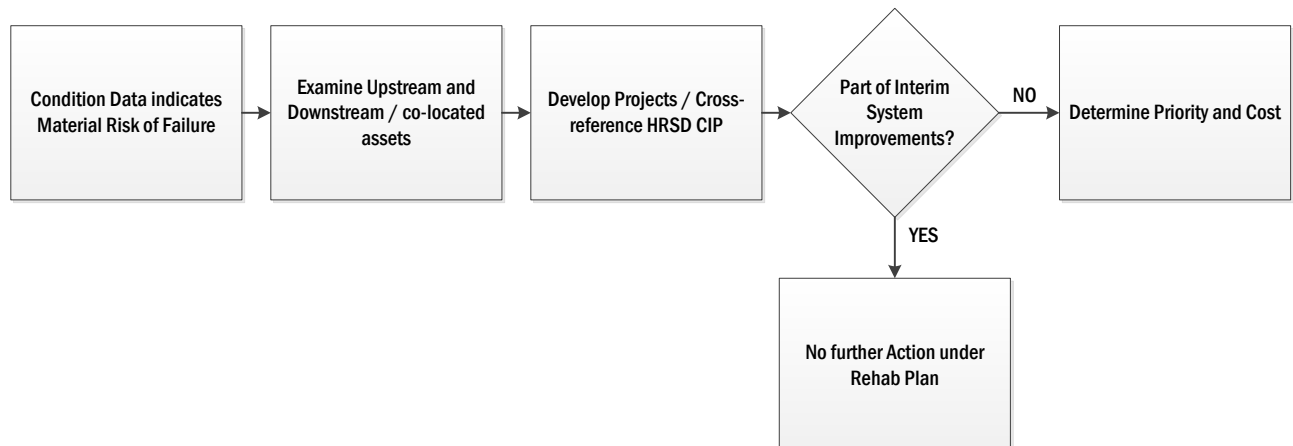 Condition Data indicates
Material Risk of Failure
Examine Upstream and
Downstream / co-located
assets
Develop Projects / Cross-
reference HRSD CIP
Part of Interim
System
Improvements?
NO
Determine Priority and Cost
YES
No further Action under
Rehab Plan